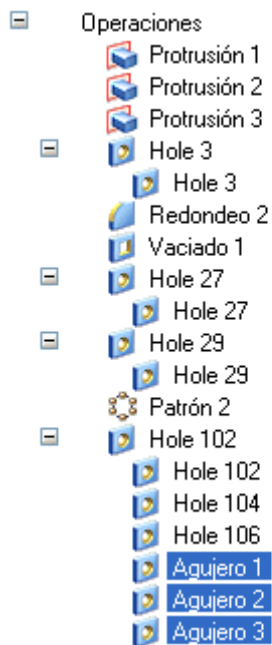 Operaciones
Protrusión 1
Protrusión 2
Protrusión 3
Hole 3
Hole 3
Redondeo 2
Vaciado 1
Hole 27
Hole 27
Hole 29
Hole 29
Patrón 2
Hole 102
Hole 102
Hole 104
Hole 106
Agujero 1
Agujero 2
Agujero 3